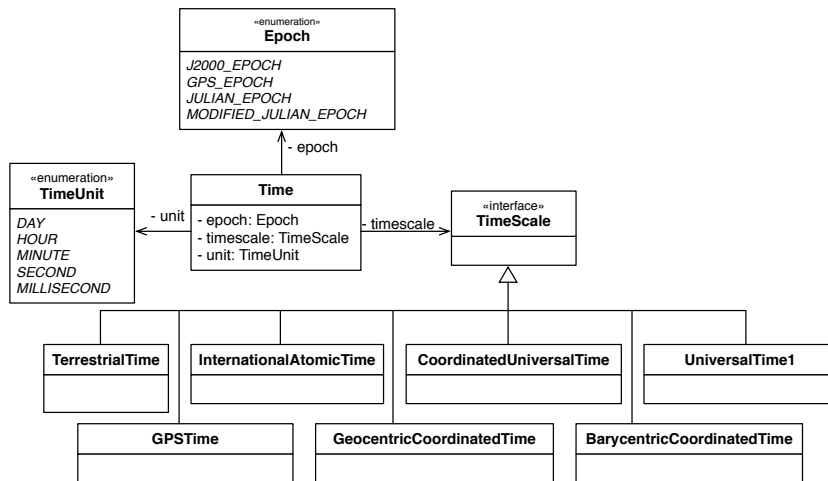 «enumeration»
Epoch
J2000_EPOCH
GPS_EPOCH
JULIAN_EPOCH
MODIFIED_JULIAN_EPOCH
- epoch
«enumeration»
TimeUnit
DAY
HOUR
MINUTE
SECOND
MILLISECOND
- unit
Time
- epoch: Epoch
- timescale: TimeScale
- unit: TimeUnit
- timescale
«interface»
TimeScale
TerrestrialTime
InternationalAtomicTime
CoordinatedUniversalTime
UniversalTime1
GPSTime
GeocentricCoordinatedTime
BarycentricCoordinatedTime